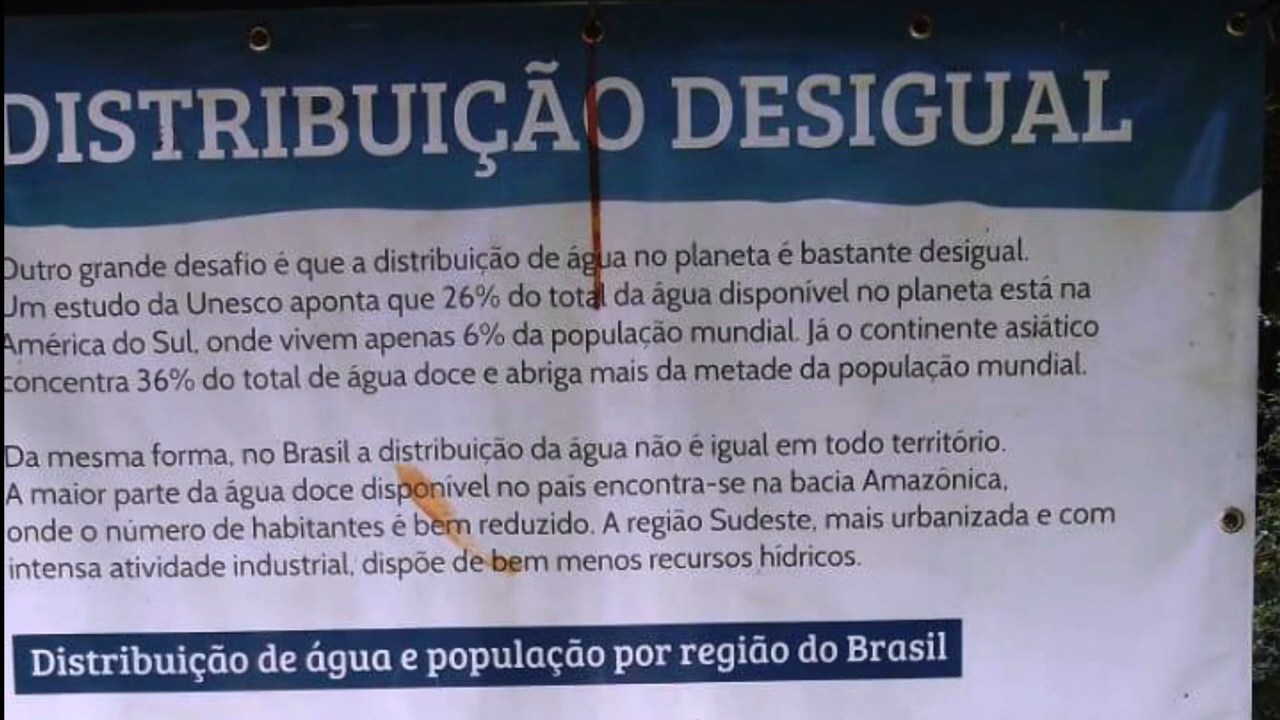 DISTRIBUIÇÃO DESIGUAL
Outro grande desafio é que a distribuição de água no planeta é bastante desigual.
Um estudo da Unesco aponta que 26% do total da água disponível no planeta está na
América do Sul, onde vivem apenas 6% da população mundial. Já o continente asiático
concentra 36% do total de água doce e abriga mais da metade da população mundial.
Da mesma forma, no Brasil a distribuição da água não é igual em todo território.
A maior parte da água doce disponível no país encontra-se na bacia Amazônica,
onde o número de habitantes é bem reduzido. A região Sudeste, mais urbanizada e com
intensa atividade industrial, dispõe de bem menos recursos hídricos.
Distribuição de água e população por região do Brasil